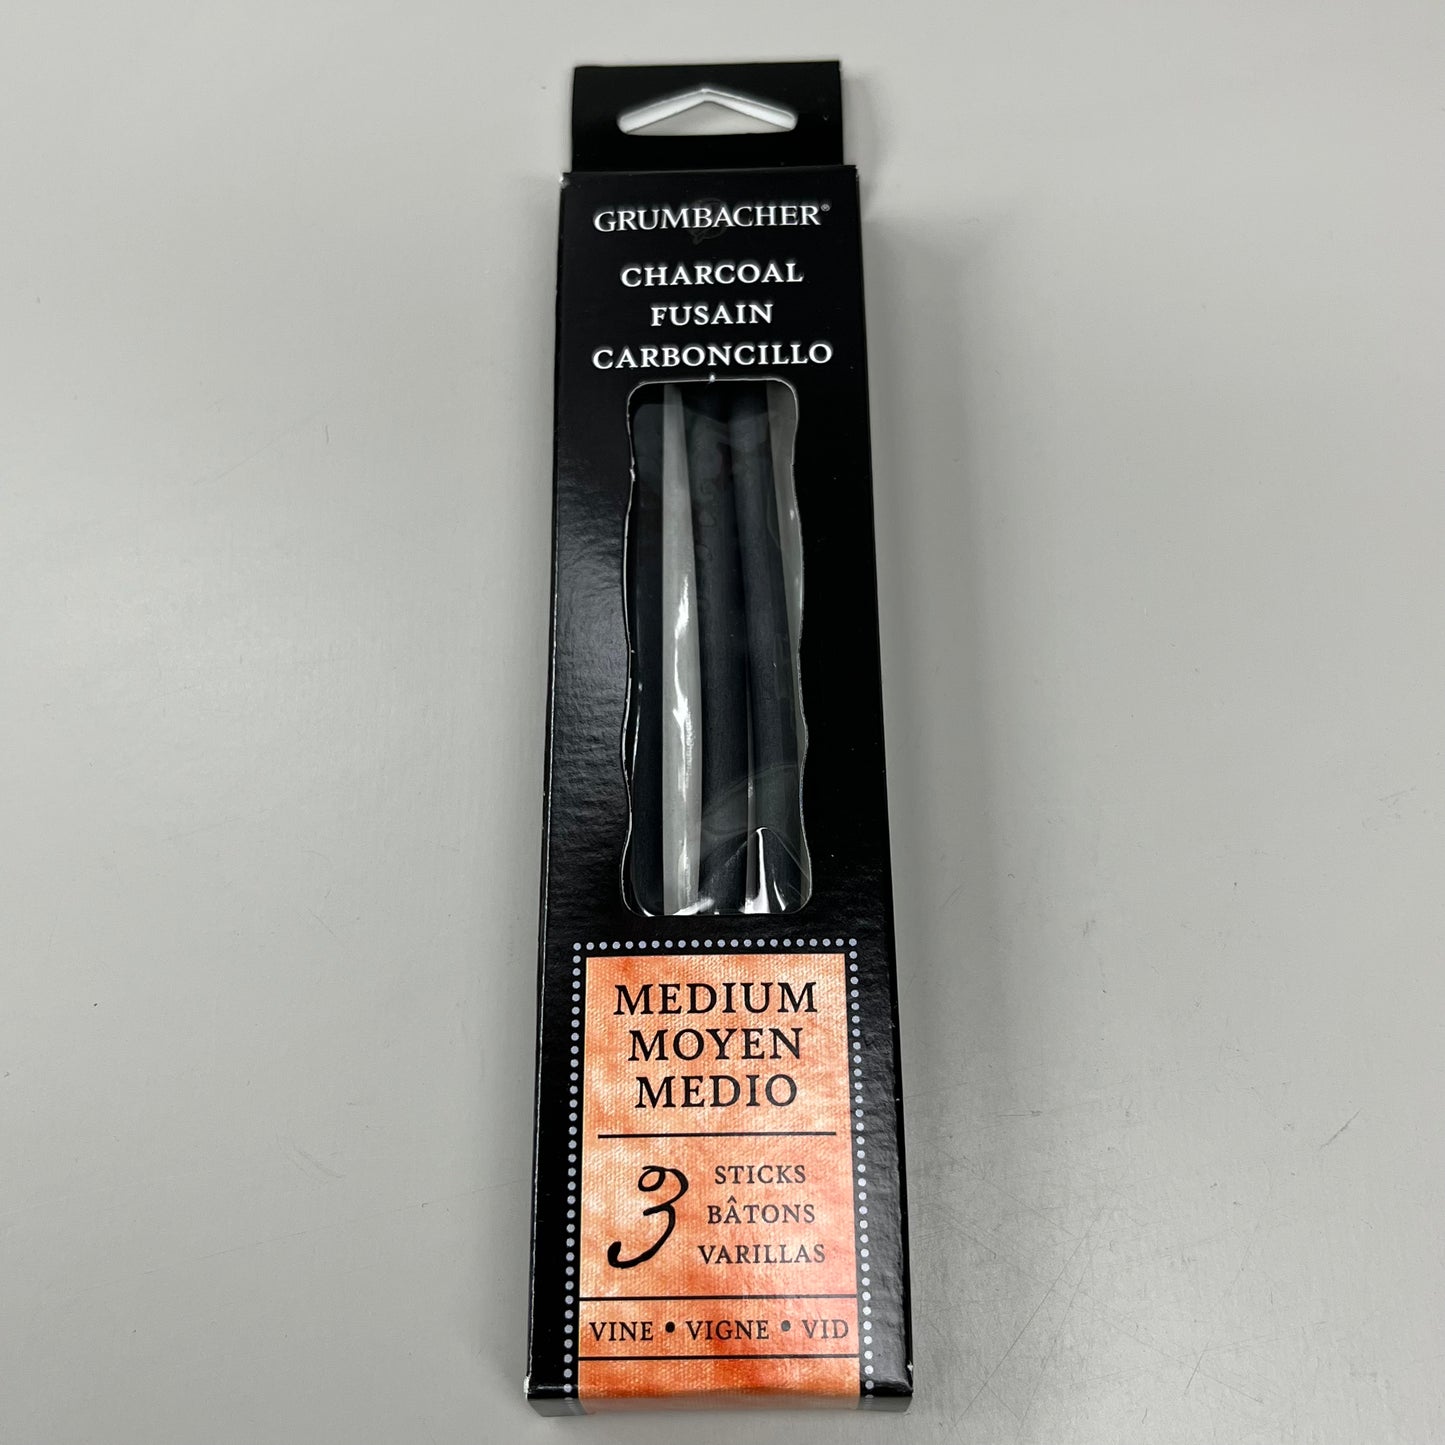 GRUMBACHER®
CHARCOAL
FUSAIN
CARBONCILLO
MEDIUM
MOYEN
MEDIO
3 STICKS
BÂTONS
VARILLAS
VINE • VIGNE • VID